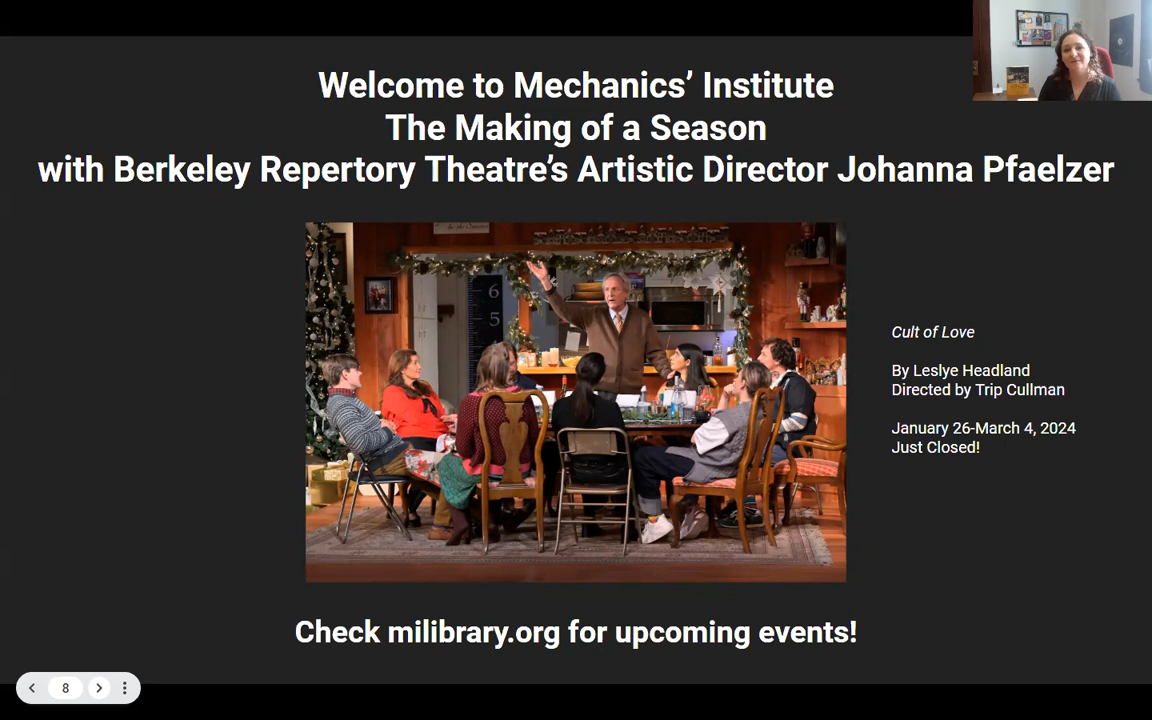 Welcome to Mechanics’ Institute
The Making of a Season
with Berkeley Repertory Theatre’s Artistic Director Johanna Pfaelzer
6
5
Cult of Love
By Leslye Headland
Directed by Trip Cullman
January 26-March 4, 2024
Just Closed!
Check milibrary.org for upcoming events!
8